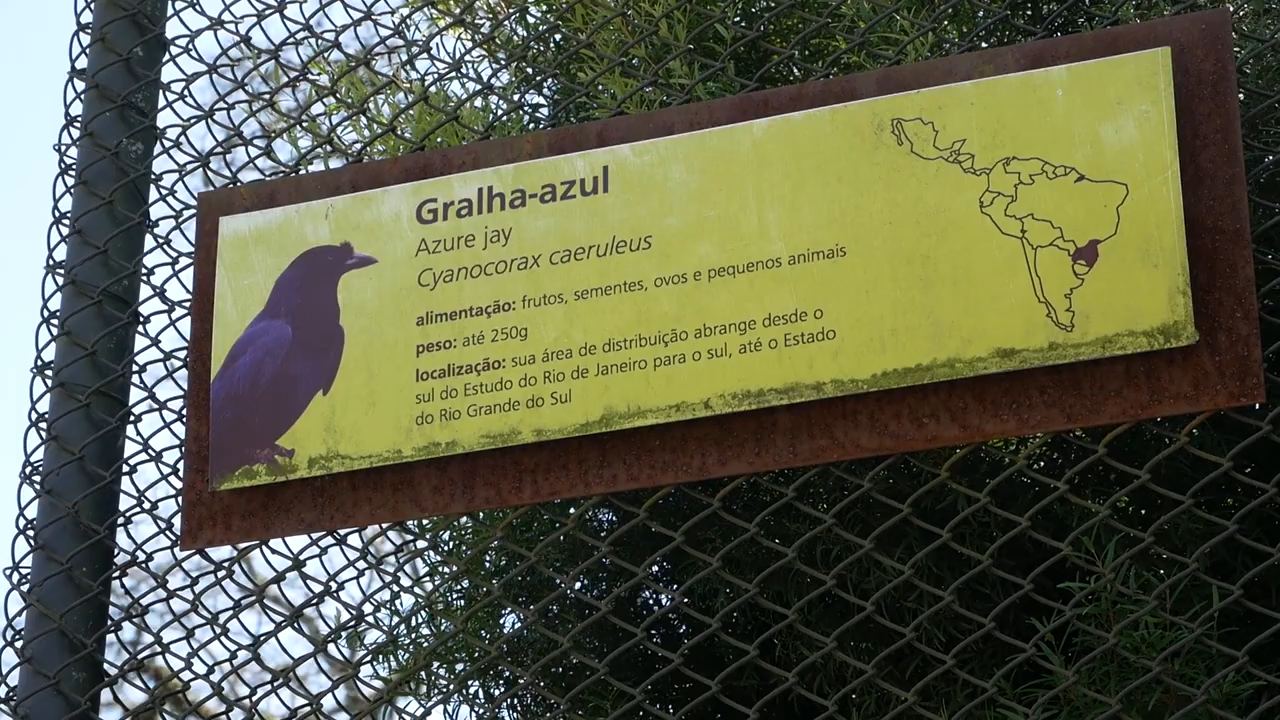 Gralha-azul
Azure jay
Cyanocorax caeruleus
alimentação: frutos, sementes, ovos e pequenos animais
peso: até 250g
localização: sua área de distribuição abrange desde o
sul do Estudo do Rio de Janeiro para o sul, até o Estado
do Rio Grande do Sul